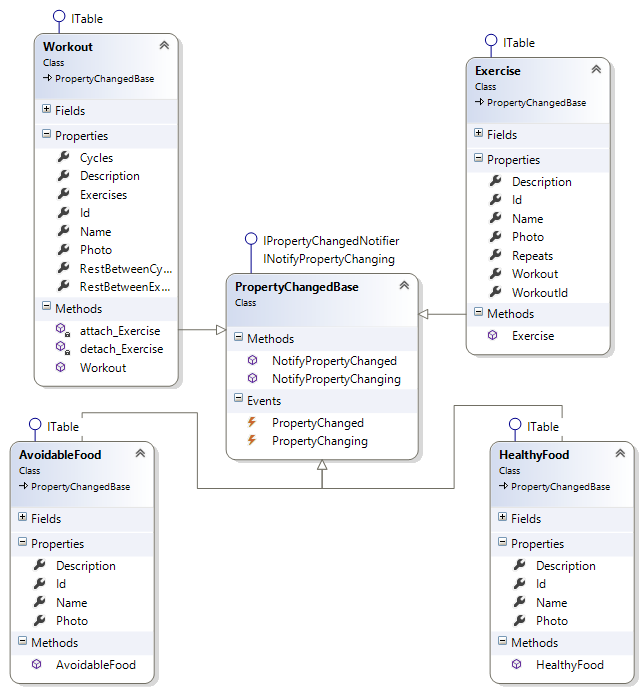 ITable
Workout
Class
PropertyChangedBase
Fields
Properties
Cycles
Description
Exercises
Id
Name
Photo
RestBetweenCy...
RestBetweenEx...
Methods
attach_Exercise
detach_Exercise
Workout
ITable
Exercise
Class
PropertyChangedBase
Fields
Properties
Description
Id
Name
Photo
Repeats
Workout
WorkoutId
Methods
Exercise
IPropertyChangedNotifier
INotifyPropertyChanging
PropertyChangedBase
Class
Methods
NotifyPropertyChanged
NotifyPropertyChanging
Events
PropertyChanged
PropertyChanging
ITable
AvoidableFood
Class
PropertyChangedBase
Fields
Properties
Description
Id
Name
Photo
Methods
AvoidableFood
ITable
HealthyFood
Class
PropertyChangedBase
Fields
Properties
Description
Id
Name
Photo
Methods
HealthyFood